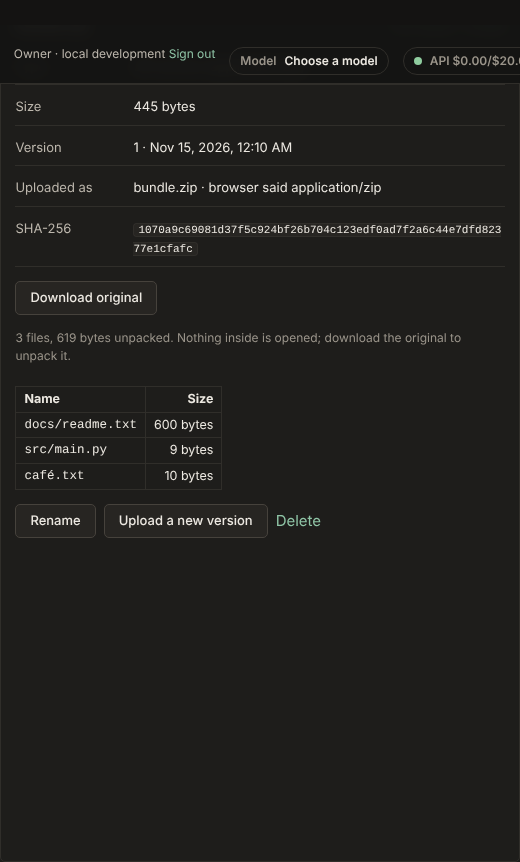 Owner · local development Sign out
Model Choose a model
API $0.00/$20.
Size 445 bytes
Version 1 · Nov 15, 2026, 12:10 AM
Uploaded as bundle.zip · browser said application/zip
SHA-256 1070a9c69081d37f5c924bf26b704c123edf0ad7f2a6c44e7dfd823
77e1cfafc
Download original
3 files, 619 bytes unpacked. Nothing inside is opened; download the original to
unpack it.
Name Size
docs/readme.txt 600 bytes
src/main.py 9 bytes
café.txt 10 bytes
Rename Upload a new version Delete